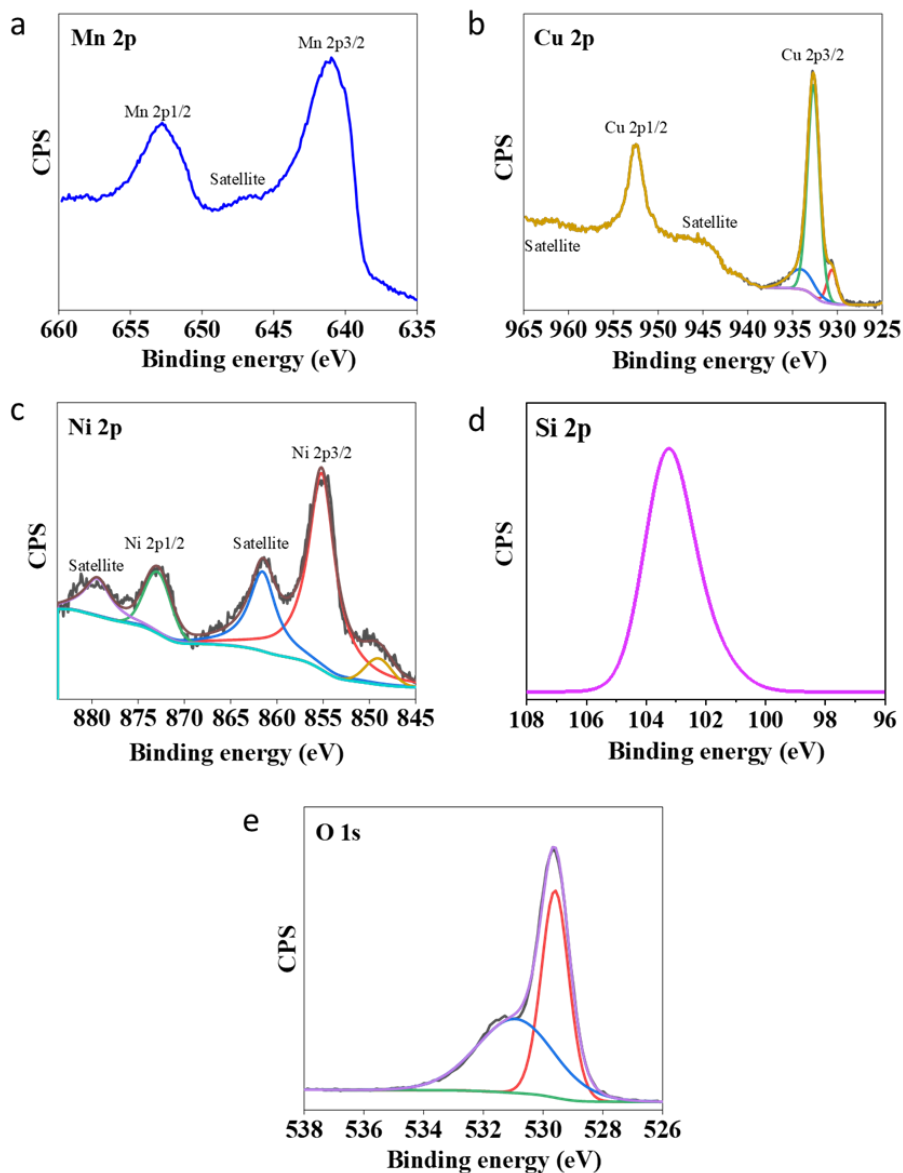 a
Mn 2p
Mn 2p3/2
Mn 2p1/2
Satellite
CPS
660 655 650 645 640 635
Binding energy (eV)
b
Cu 2p
Cu 2p3/2
Cu 2p1/2
Satellite
Satellite
CPS
965 960 955 950 945 940 935 930 925
Binding energy (eV)
c
Ni 2p
Ni 2p3/2
Ni 2p1/2
Satellite
Satellite
CPS
880 875 870 865 860 855 850 845
Binding energy (eV)
d
Si 2p
CPS
108 106 104 102 100 98 96
Binding energy (eV)
e
O 1s
CPS
538 536 534 532 530 528 526
Binding energy (eV)